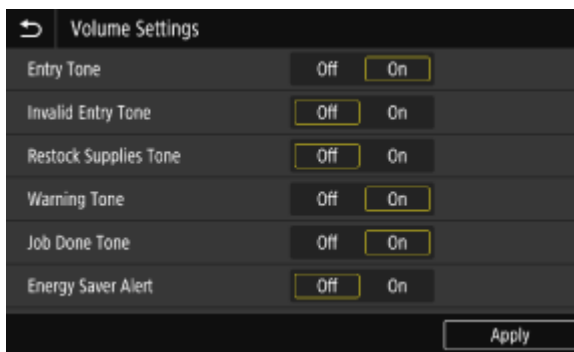 Volume Settings
Entry Tone Off On
Invalid Entry Tone Off On
Restock Supplies Tone Off On
Warning Tone Off On
Job Done Tone Off On
Energy Saver Alert Off On
Apply